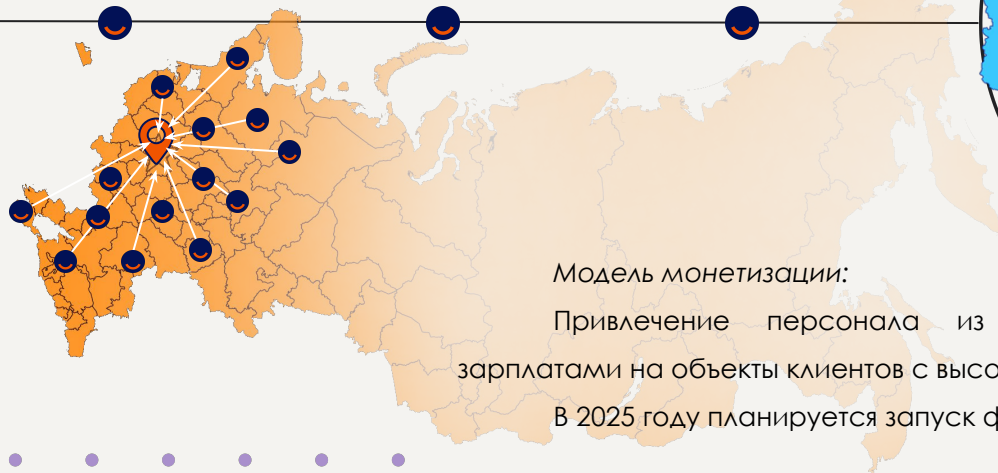 Модель монетизации:
Привлечение персонала из
зарплатами на объекты клиентов с высо
В 2025 году планируется запуск ф